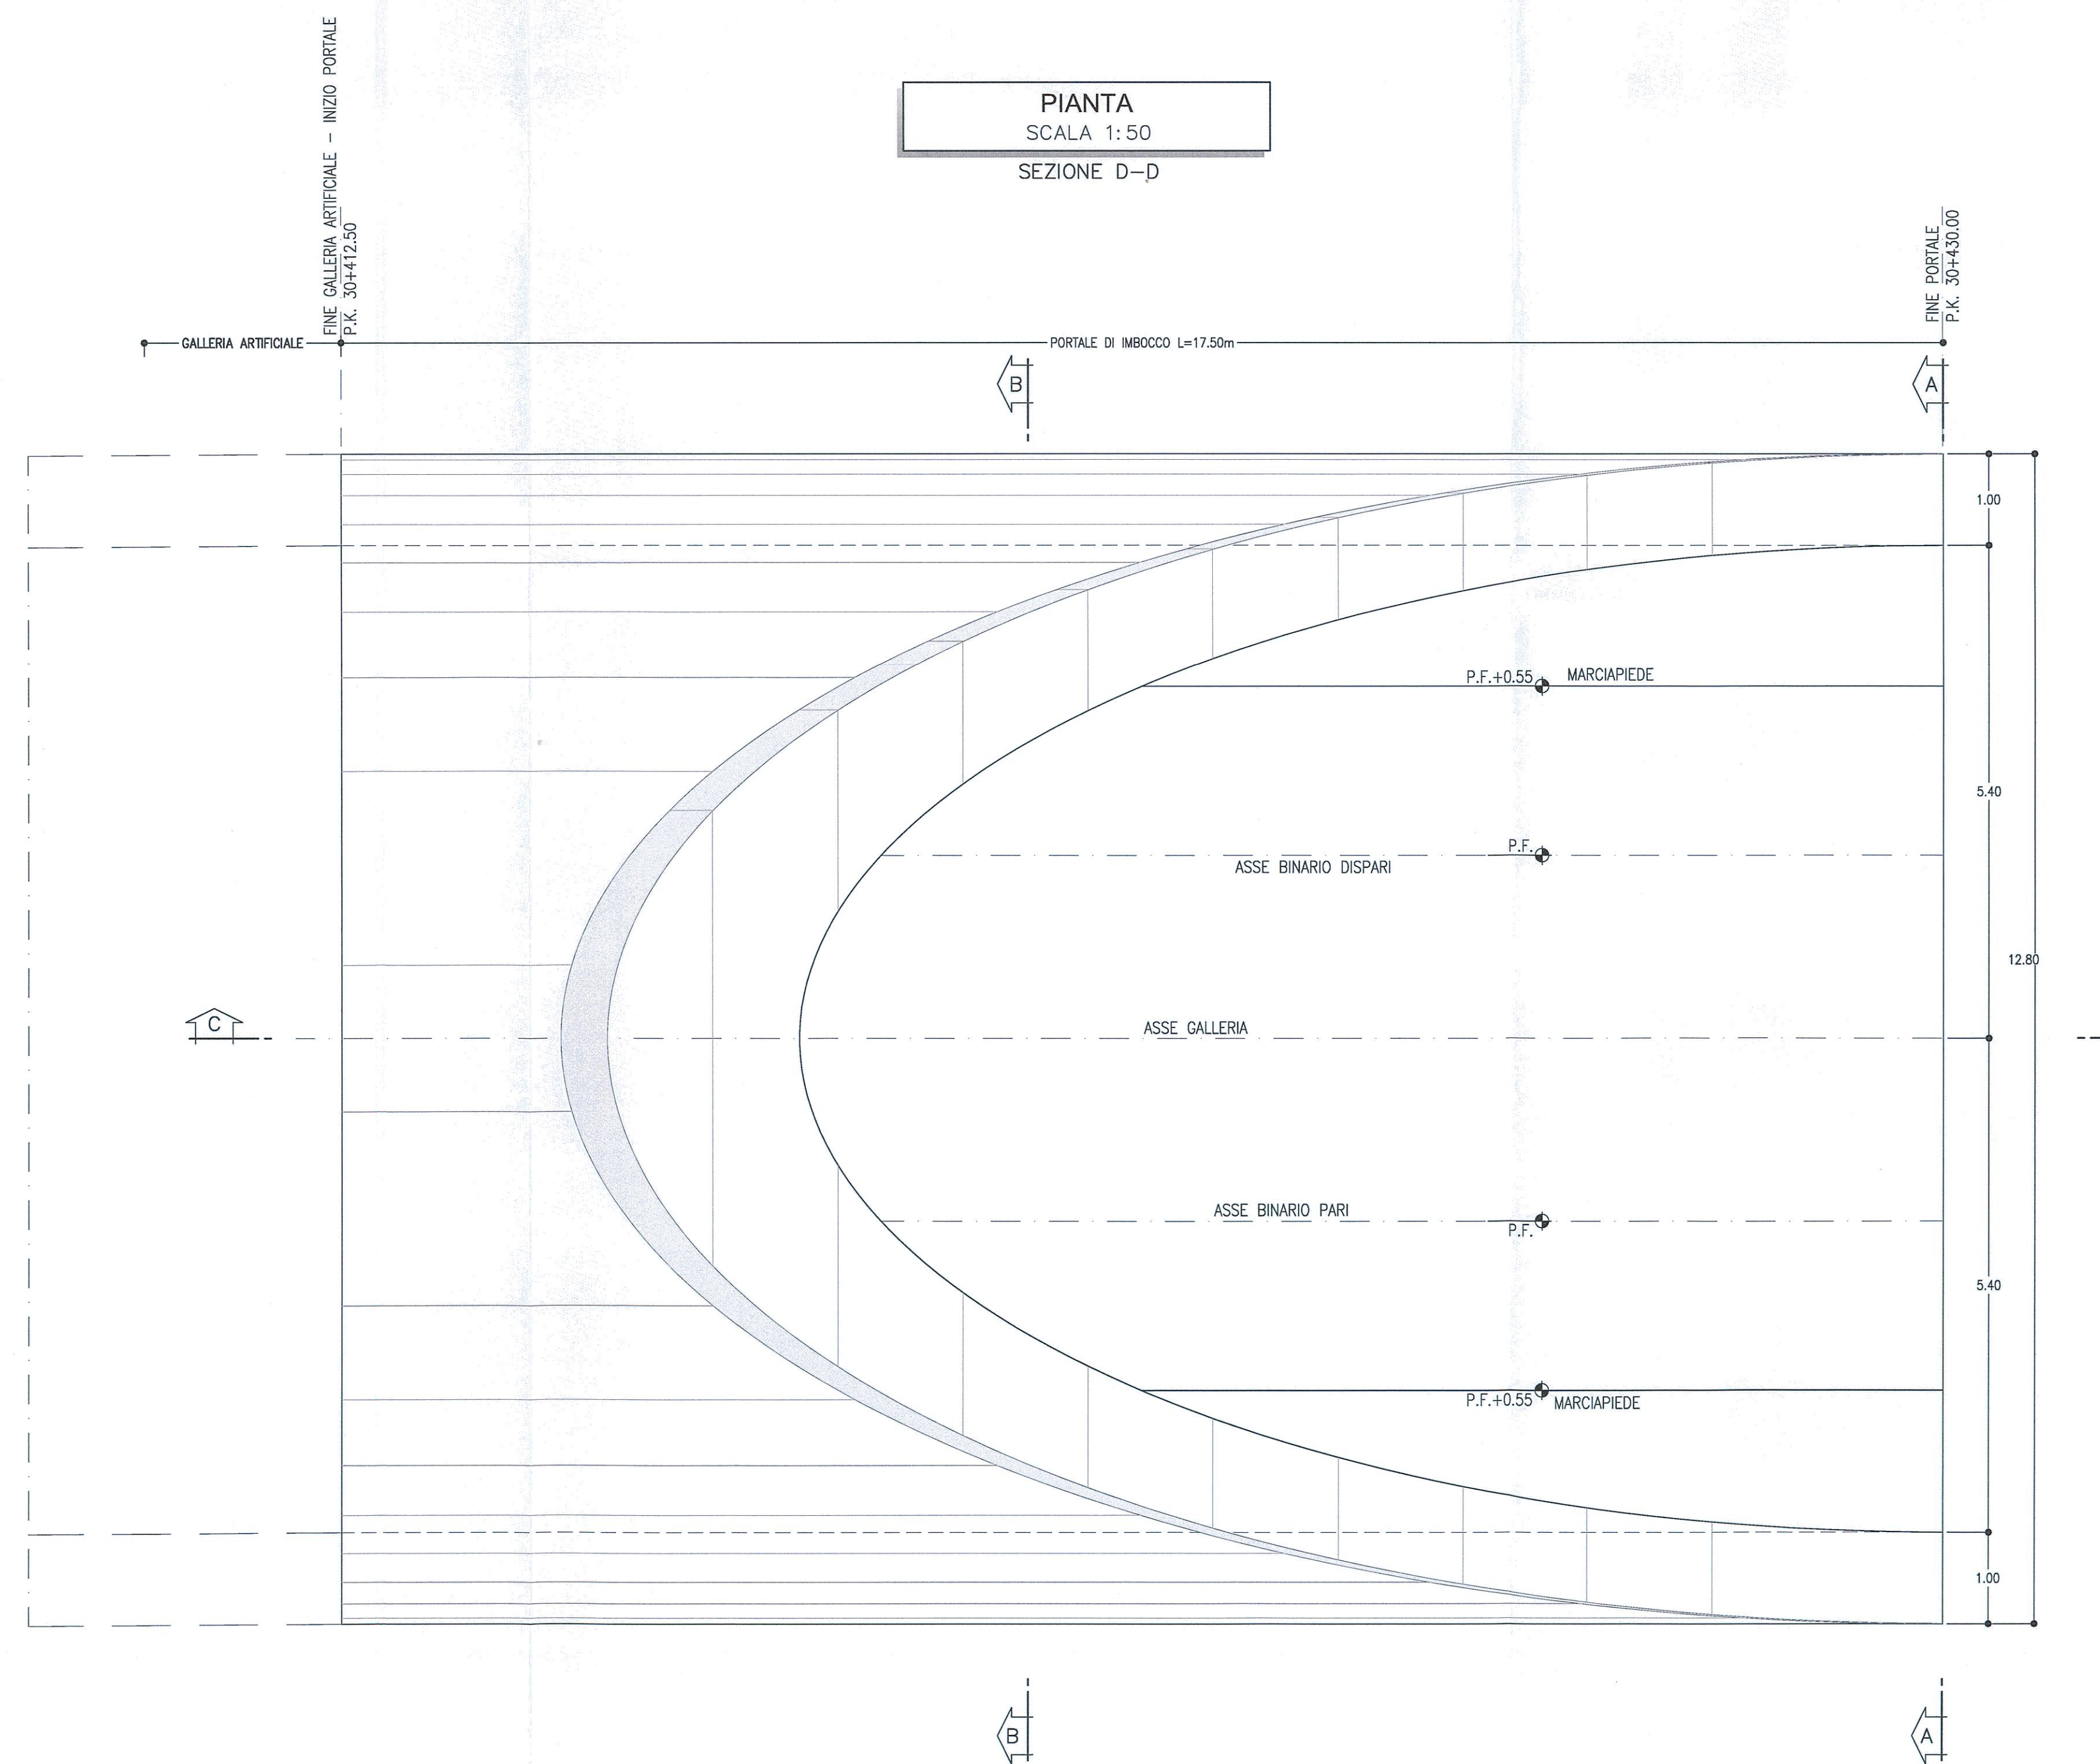 PIANTA
SCALA 1:50
SEZIONE D-D
FINE GALLERIA ARTIFICIALE - INIZIO PORTALE
P.K. 30+412.50
FINE PORTALE
P.K. 30+430.00
GALLERIA ARTIFICIALE
PORTALE DI IMBOCCO L=17.50m
B
A
1.00
P.F.+0.55
MARCIAPIEDE
5.40
P.F.
ASSE BINARIO DISPARI
12.80
C
ASSE GALLERIA
ASSE BINARIO PARI
P.F.
5.40
P.F.+0.55
MARCIAPIEDE
1.00
B
A